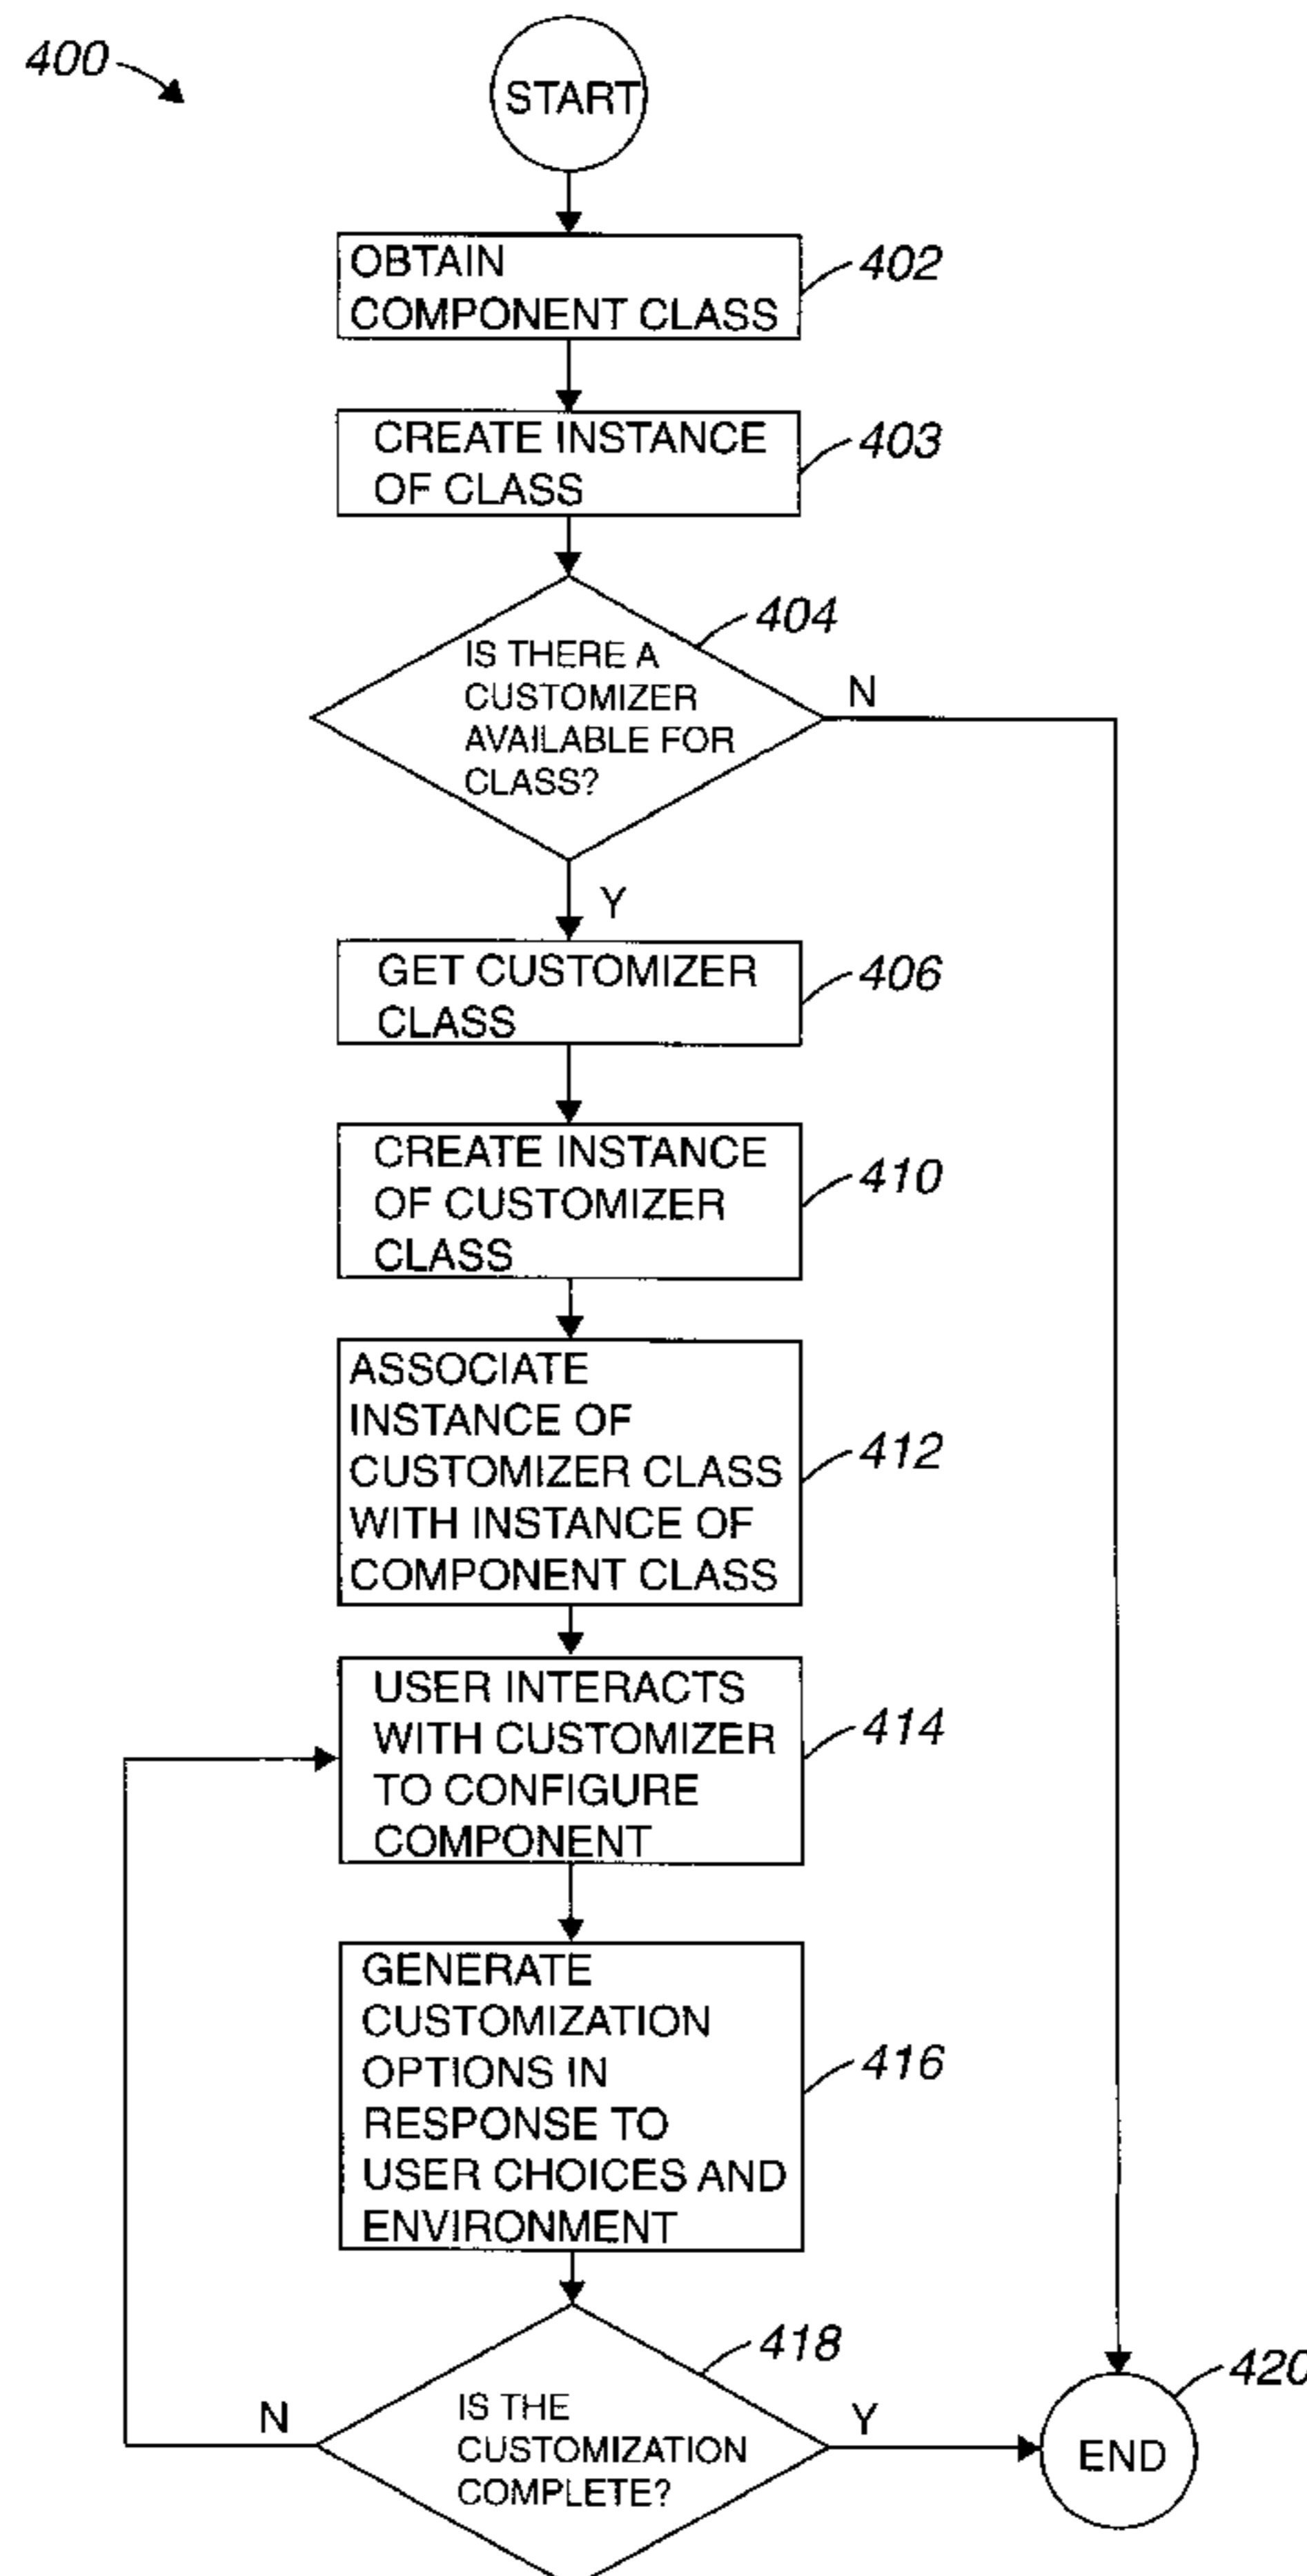 400
START
OBTAIN
COMPONENT CLASS
402
CREATE INSTANCE
OF CLASS
403
404
IS THERE A
CUSTOMIZER
AVAILABLE FOR
CLASS?
N
Y
GET CUSTOMIZER
CLASS
406
CREATE INSTANCE
OF CUSTOMIZER
CLASS
410
ASSOCIATE
INSTANCE OF
CUSTOMIZER CLASS
WITH INSTANCE OF
COMPONENT CLASS
412
USER INTERACTS
WITH CUSTOMIZER
TO CONFIGURE
COMPONENT
414
GENERATE
CUSTOMIZATION
OPTIONS IN
RESPONSE TO
USER CHOICES AND
ENVIRONMENT
416
418
IS THE
CUSTOMIZATION
COMPLETE?
N
Y
420
END